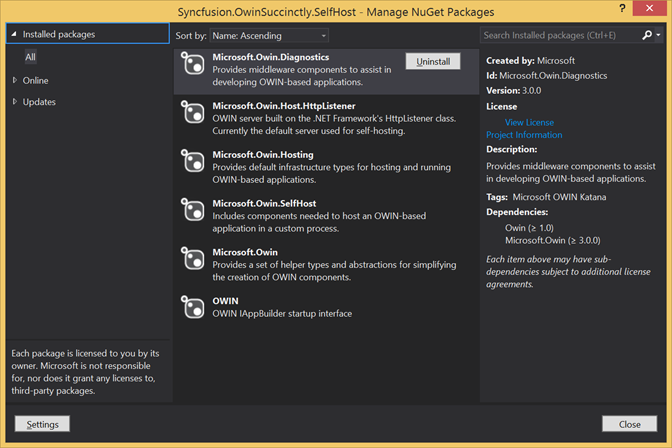 Syncfusion.OwinSuccinctly.SelfHost - Manage NuGet Packages
Installed packages
All
Online
Updates
Each package is licensed to you by its
owner. Microsoft is not responsible
for, nor does it grant any licenses to,
third-party packages.
Settings
Sort by: Name: Ascending
Microsoft.Owin.Diagnostics
Provides middleware components to assist in
developing OWIN-based applications.
Uninstall
Microsoft.Owin.Host.HttpListener
OWIN server built on the .NET Framework's HttpListener class.
Currently the default server used for self-hosting.
Microsoft.Owin.Hosting
Provides default infrastructure types for hosting and running
OWIN-based applications.
Microsoft.Owin.SelfHost
Includes components needed to host an OWIN-based
application in a custom process.
Microsoft.Owin
Provides a set of helper types and abstractions for simplifying
the creation of OWIN components.
OWIN
OWIN IAppBuilder startup interface
Search Installed packages (Ctrl+E)
Created by: Microsoft
Id: Microsoft.Owin.Diagnostics
Version: 3.0.0
License
View License
Project Information
Description:
Provides middleware components to assist
in developing OWIN-based applications.
Tags: Microsoft OWIN Katana
Dependencies:
Owin (≥ 1.0)
Microsoft.Owin (≥ 3.0.0)
Each item above may have sub-
dependencies subject to additional license
agreements.
Close